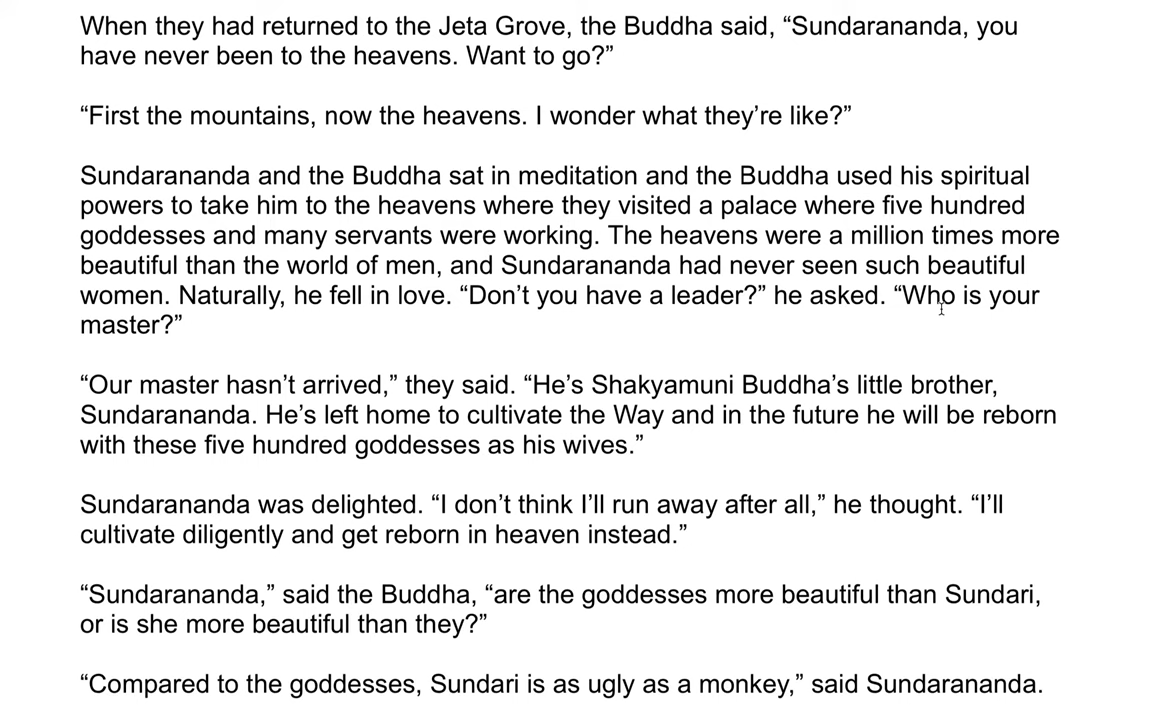 When they had returned to the Jeta Grove, the Buddha said, “Sundarananda, you
have never been to the heavens. Want to go?”
“First the mountains, now the heavens. I wonder what they’re like?”
Sundarananda and the Buddha sat in meditation and the Buddha used his spiritual
powers to take him to the heavens where they visited a palace where five hundred
goddesses and many servants were working. The heavens were a million times more
beautiful than the world of men, and Sundarananda had never seen such beautiful
women. Naturally, he fell in love. “Don’t you have a leader?” he asked. “Who is your
master?”
“Our master hasn’t arrived,” they said. “He’s Shakyamuni Buddha’s little brother,
Sundarananda. He’s left home to cultivate the Way and in the future he will be reborn
with these five hundred goddesses as his wives.”
Sundarananda was delighted. “I don’t think I’ll run away after all,” he thought. “I’ll
cultivate diligently and get reborn in heaven instead.”
“Sundarananda,” said the Buddha, “are the goddesses more beautiful than Sundari,
or is she more beautiful than they?”
“Compared to the goddesses, Sundari is as ugly as a monkey,” said Sundarananda.